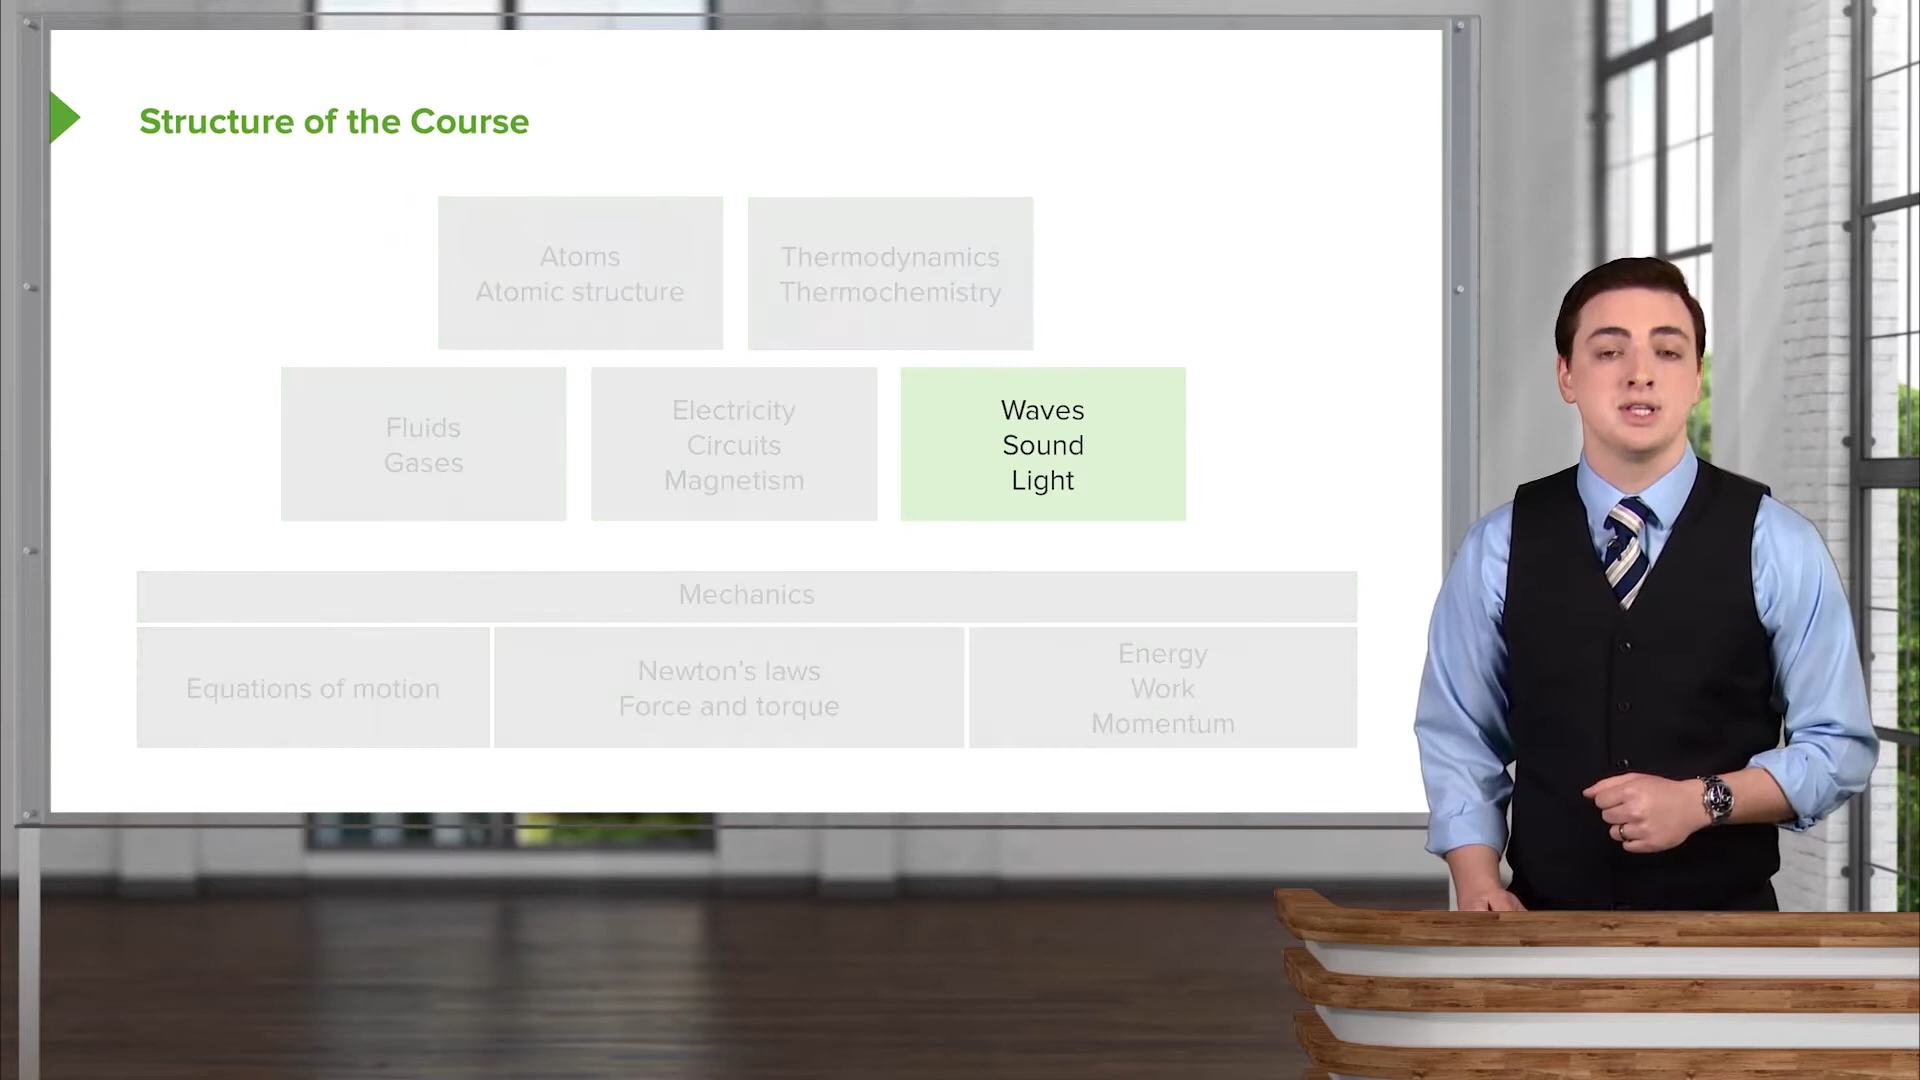 Structure of the Course
Atoms
Atomic structure
Thermodynamics
Thermochemistry
Fluids
Gases
Electricity
Circuits
Magnetism
Waves
Sound
Light
Mechanics
Equations of motion
Newton's laws
Force and torque
Energy
Work
Momentum